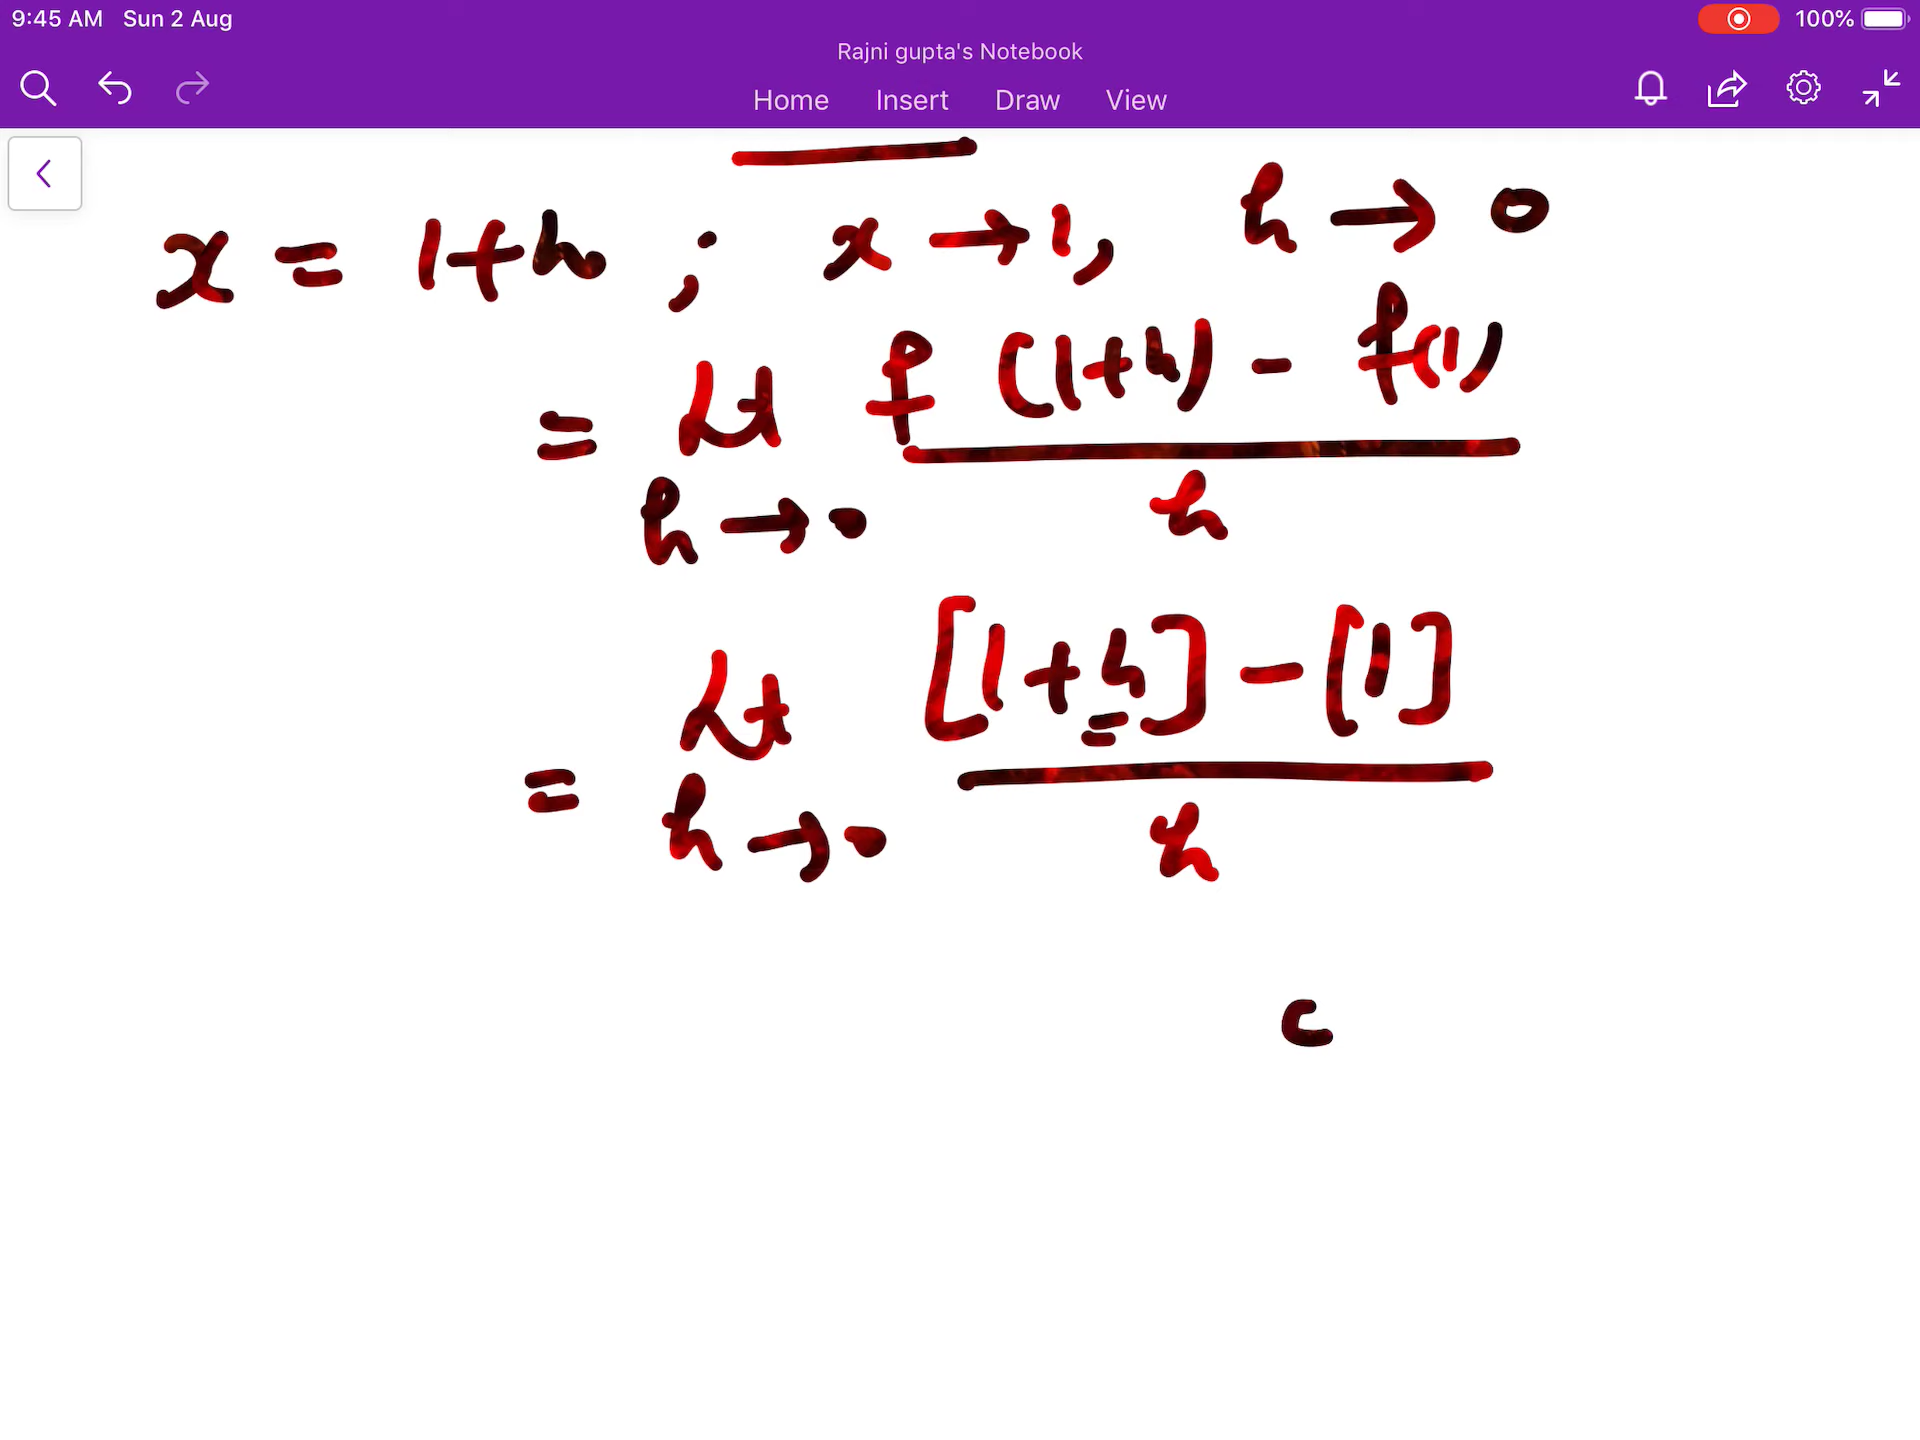 9:45 AM Sun 2 Aug 100%
Rajni gupta's Notebook
Home Insert Draw View
x = 1+h ; x → 1, h → 0
= Lt f (1+h) - f(1)
h → 0 h
= Lt [1+h] - [1]
h → 0 h
c